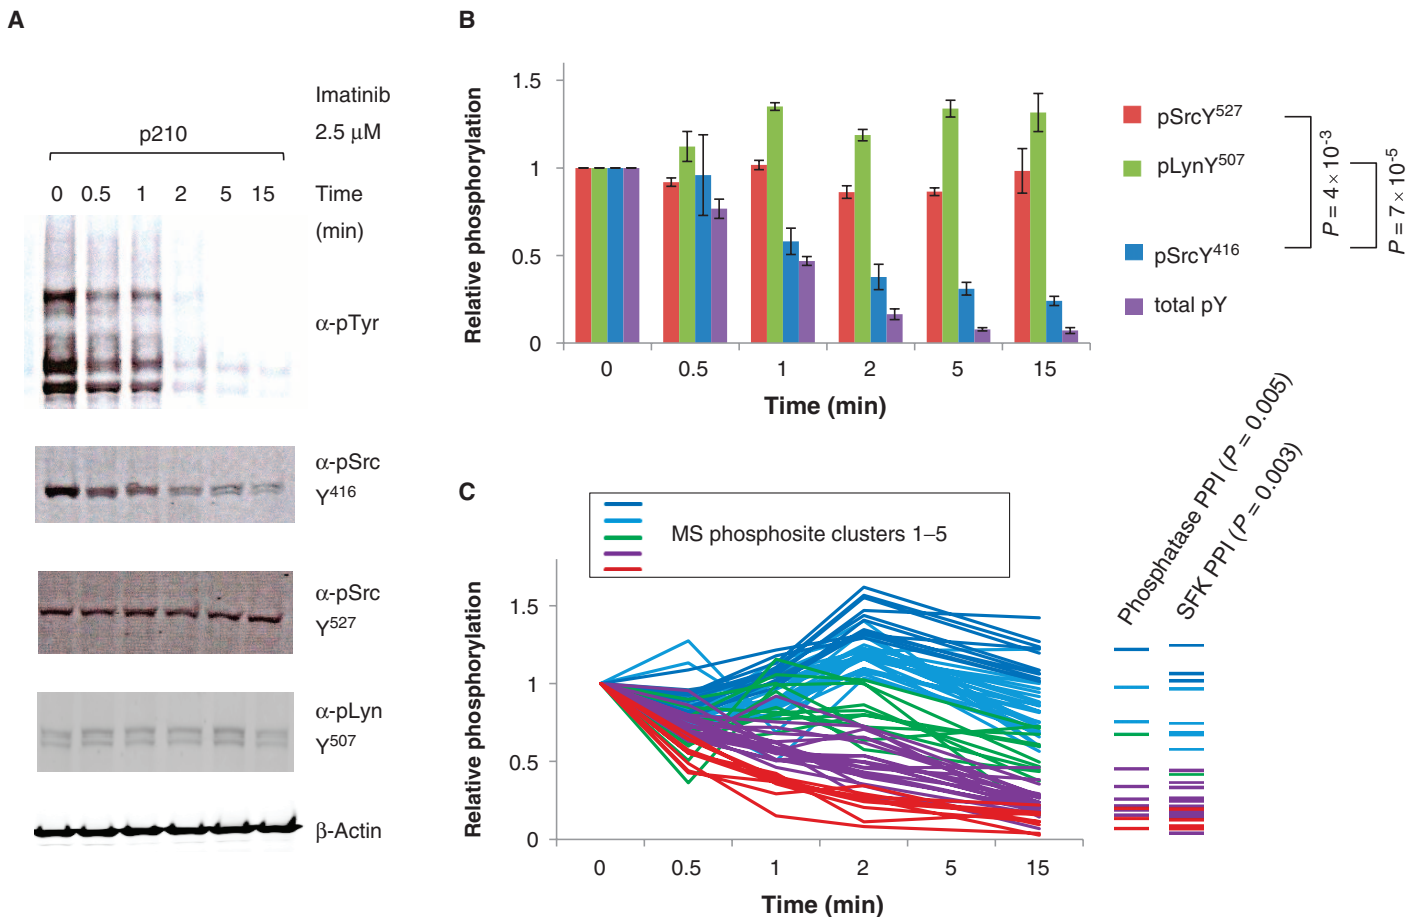 A
Imatinib
2.5 μM
p210
0 0.5 1 2 5 15
Time
(min)
α-pTyr
α-pSrc
Y416
α-pSrc
Y527
α-pLyn
Y507
β-Actin
B
Relative phosphorylation
1.5
1
0.5
0
0 0.5 1 2 5 15
Time (min)
pSrcY527
pLynY507
pSrcY416
total pY
P = 4 × 10-3
P = 7 × 10-5
C
MS phosphosite clusters 1–5
Relative phosphorylation
1.5
1
0.5
0
0 0.5 1 2 5 15
Time (min)
Phosphatase PPI (P = 0.005)
SFK PPI (P = 0.003)